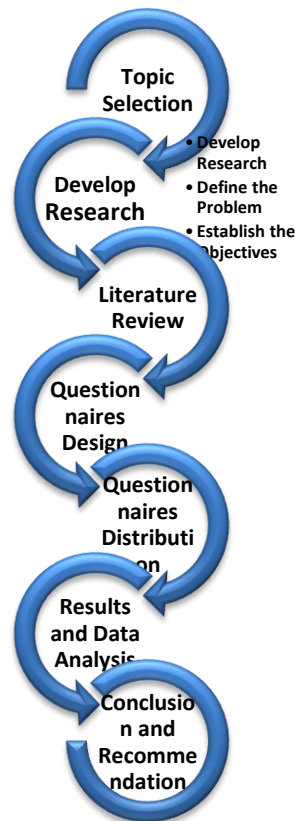 Topic
Selection
• Develop
Research
• Define the
Problem
• Establish the
Objectives
Develop
Research
Literature
Review
Question
naires
Design
Question
naires
Distributi
on
Results
and Data
Analysis
Conclusio
n and
Recomme
ndation